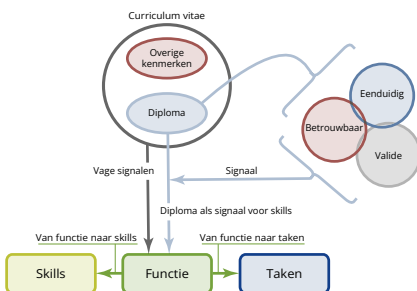 Curriculum vitae
Overige
kenmerken
Diploma
Eenduidig
Betrouwbaar
Valide
Vage signalen
Signaal
Diploma als signaal voor skills
Van functie naar skills
Van functie naar taken
Skills
Functie
Taken